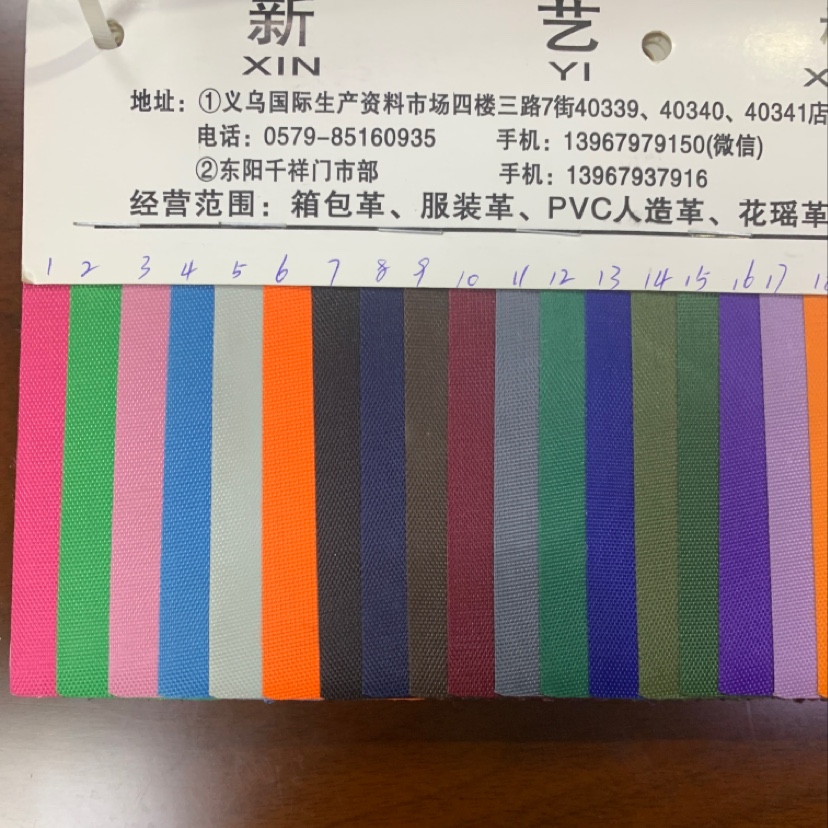 新 艺
XIN YI
地址：①义乌国际生产资料市场四楼三路7街40339、40340、40341店
电话：0579-85160935 手机：13967979150(微信)
②东阳千祥门市部 手机：13967937916
经营范围：箱包革、服装革、PVC人造革、花瑶革
1 2 3 4 5 6 7 8 9 10 11 12 13 14 15 16 17